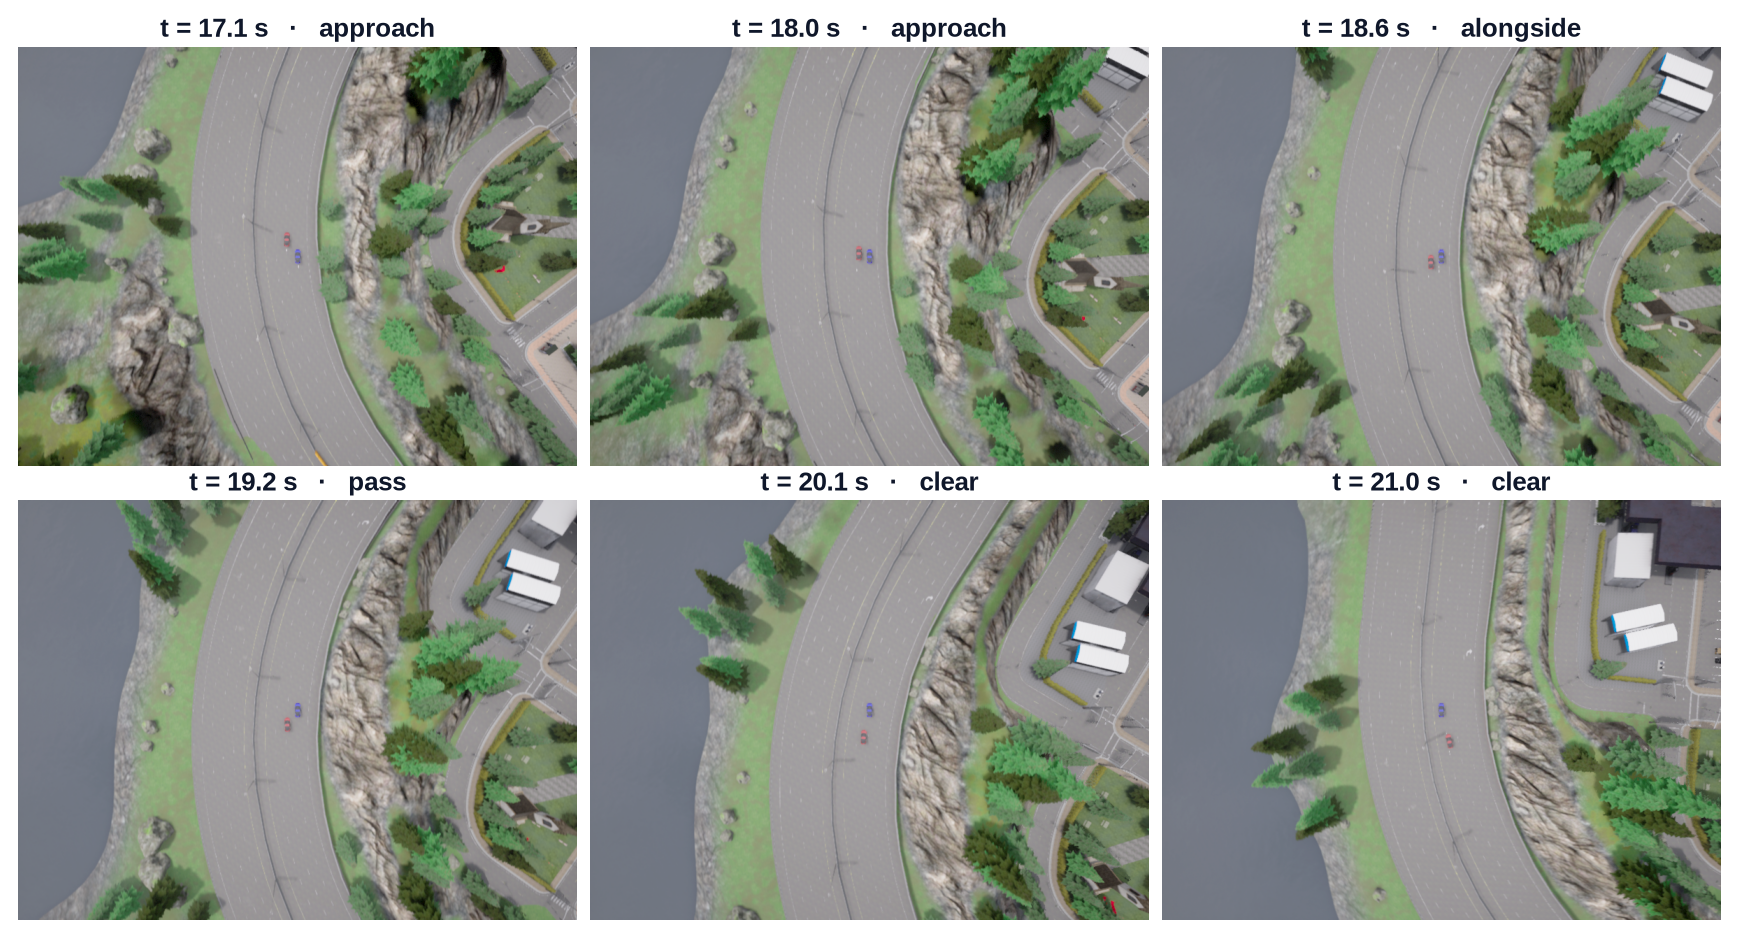 t = 17.1 s · approach
t = 18.0 s · approach
t = 18.6 s · alongside
t = 19.2 s · pass
t = 20.1 s · clear
t = 21.0 s · clear